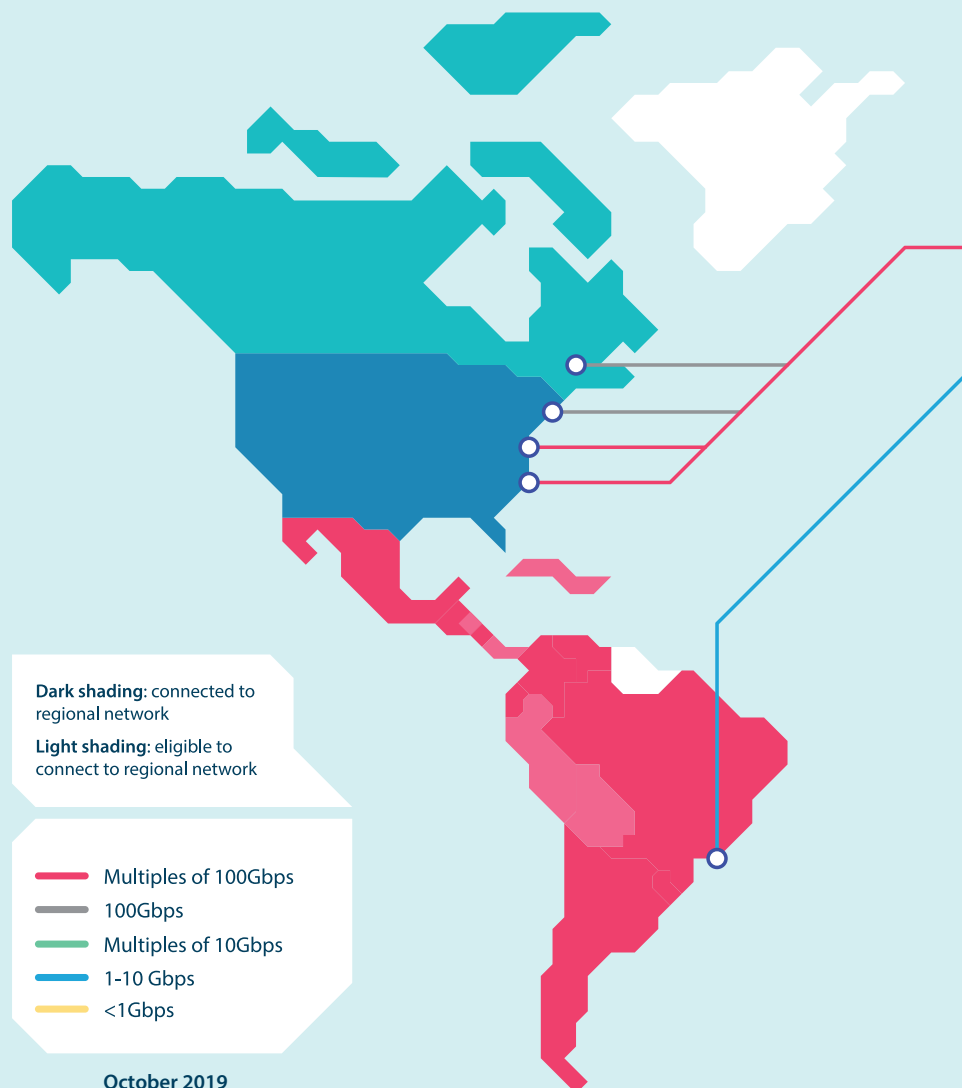 Dark shading: connected to
regional network
Light shading: eligible to
connect to regional network
Multiples of 100Gbps
100Gbps
Multiples of 10Gbps
1-10 Gbps
<1Gbps
October 2019